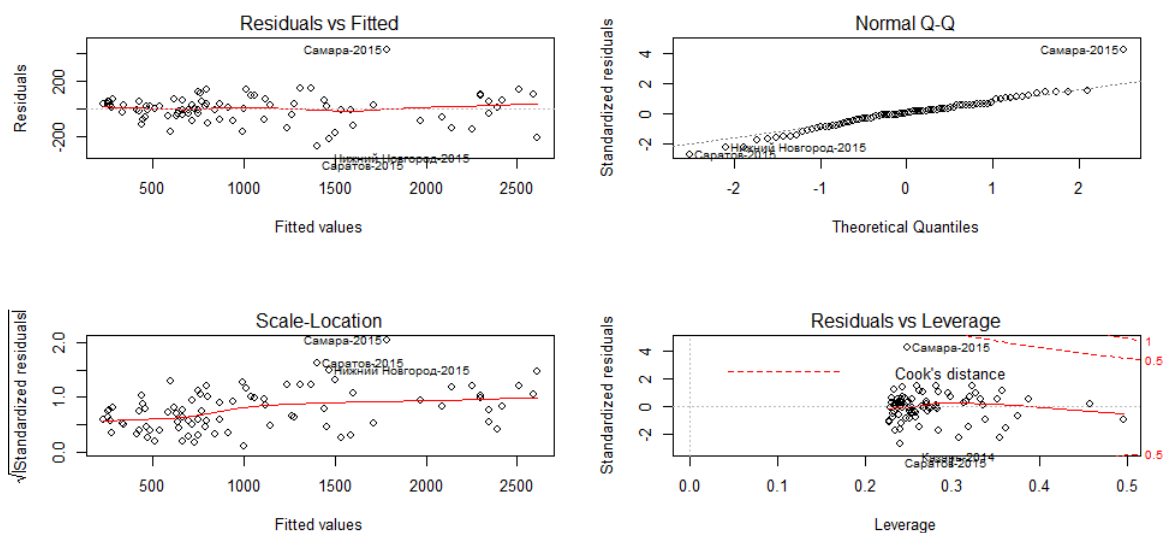 Residuals vs Fitted
Residuals
-200
200
Самара-2015
Нижний Новгород-2015
Саратов-2015
500 1000 1500 2000 2500
Fitted values
Normal Q-Q
Standardized residuals
-2 0 2 4
Самара-2015
Нижний Новгород-2015
Саратов-2015
-2 -1 0 1 2
Theoretical Quantiles
Scale-Location
√|Standardized residuals|
0.0 1.0 2.0
Самара-2015
Саратов-2015
Нижний Новгород-2015
500 1000 1500 2000 2500
Fitted values
Residuals vs Leverage
Standardized residuals
-2 0 2 4
Самара-2015
Cook's distance
1
0.5
0.5
Казань-2014
Саратов-2015
0.0 0.1 0.2 0.3 0.4 0.5
Leverage